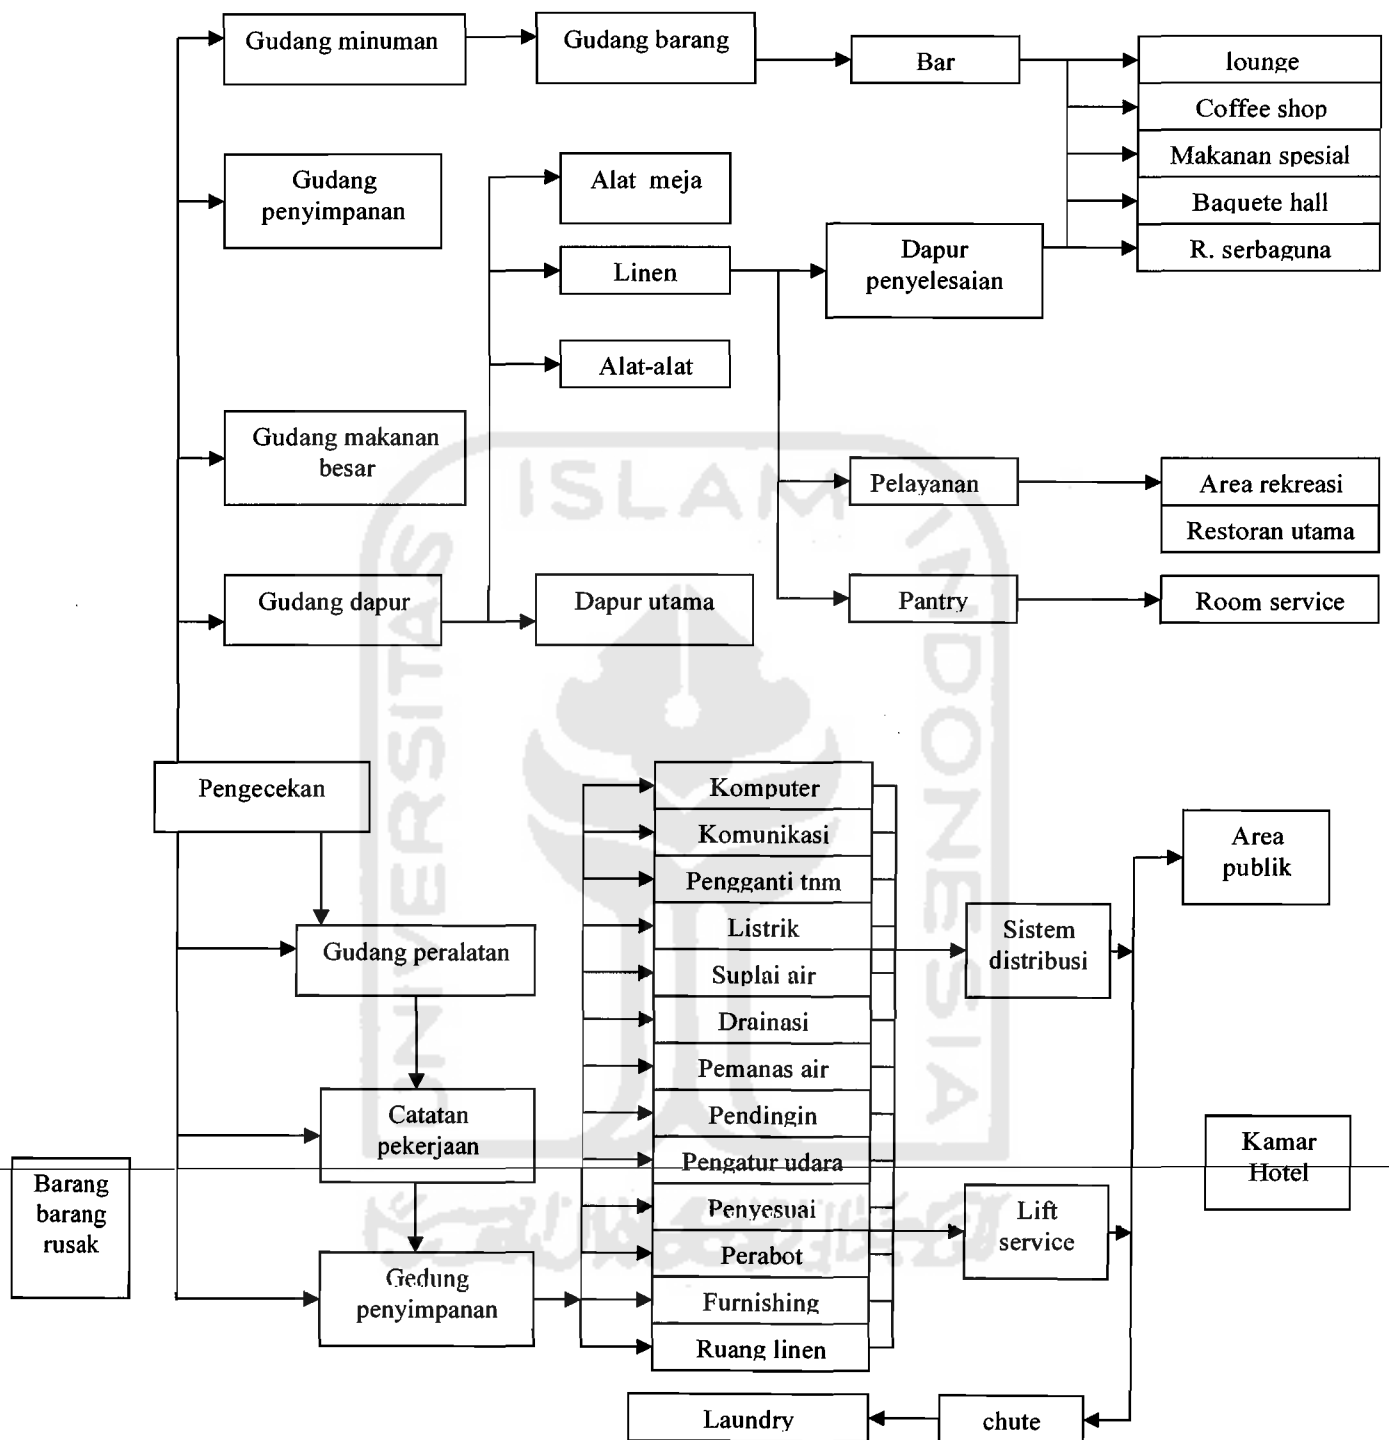 Gudang minuman
Gudang barang
Bar
lounge
Coffee shop
Makanan spesial
Baquete hall
R. serbaguna
Gudang
penyimpanan
Alat meja
Linen
Alat-alat
Dapur
penyelesaian
Gudang makanan
besar
Pelayanan
Area rekreasi
Restoran utama
Gudang dapur
Dapur utama
Pantry
Room service
Pengecekan
Komputer
Komunikasi
Pengganti tnm
Listrik
Suplai air
Drainasi
Pemanas air
Pendingin
Pengatur udara
Penyesuai
Perabot
Furnishing
Ruang linen
Area
publik
Gudang peralatan
Sistem
distribusi
Catatan
pekerjaan
Kamar
Hotel
Barang
barang
rusak
Lift
service
Gedung
penyimpanan
Laundry
chute
UNIVERSITAS
ISLAM
INDONESIA